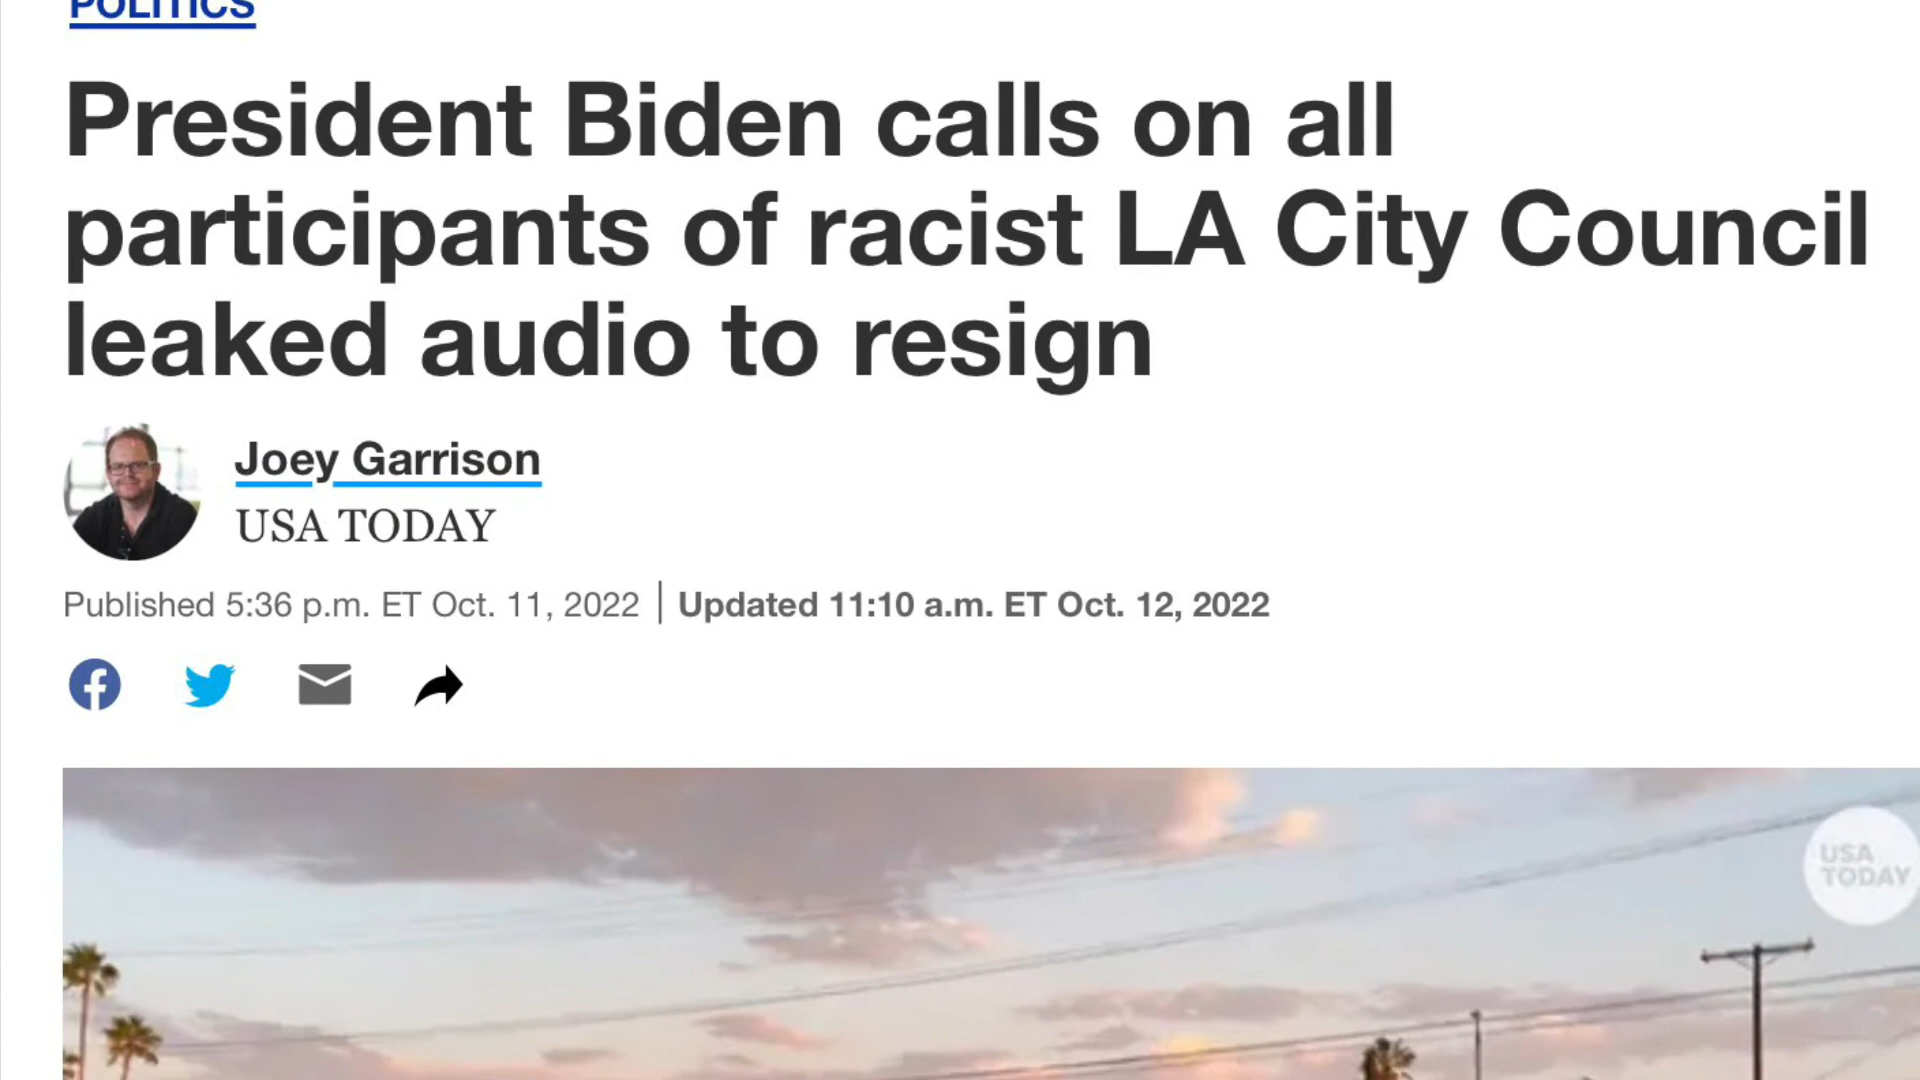 POLITICS
President Biden calls on all
participants of racist LA City Council
leaked audio to resign
Joey Garrison
USA TODAY
Published 5:36 p.m. ET Oct. 11, 2022 | Updated 11:10 a.m. ET Oct. 12, 2022
USA
TODAY